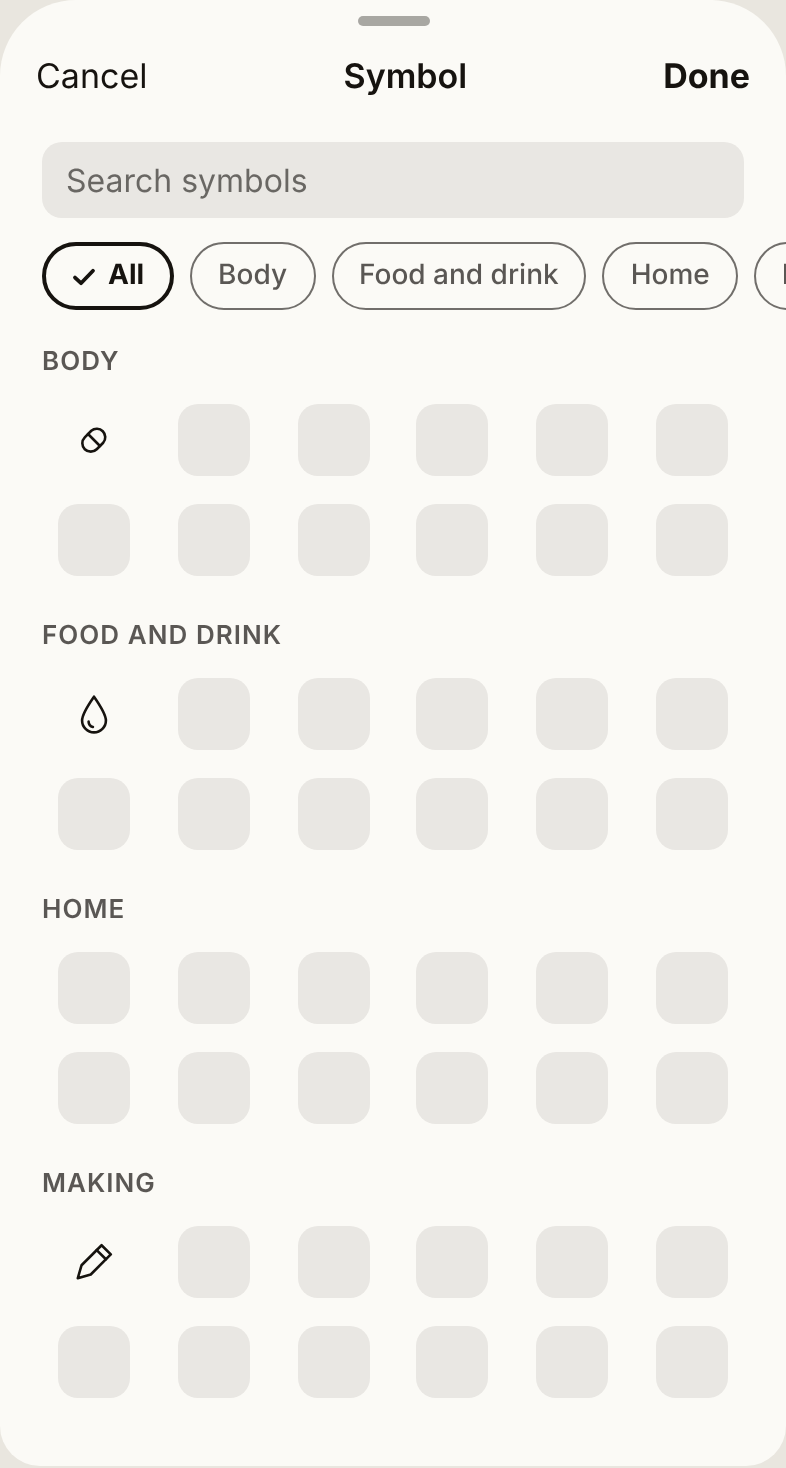 Cancel Symbol Done
Search symbols
All Body Food and drink Home
BODY
FOOD AND DRINK
HOME
MAKING